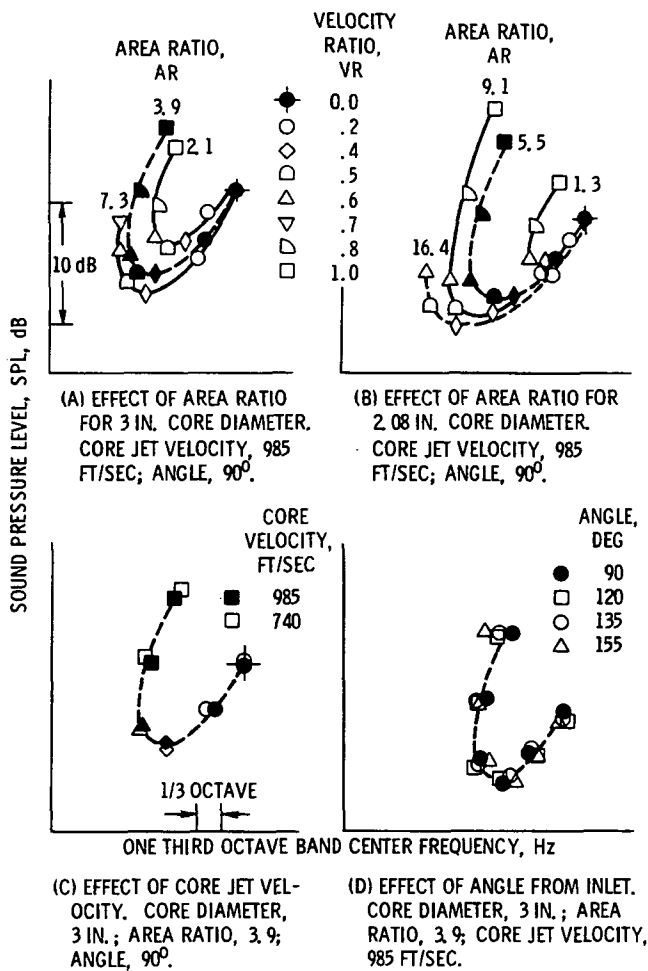 AREA RATIO,
AR
3.9
2.1
7.3
10 dB
VELOCITY
RATIO,
VR
0.0
.2
.4
.5
.6
.7
.8
1.0
AREA RATIO,
AR
9.1
5.5
1.3
16.4
SOUND PRESSURE LEVEL, SPL, dB
(A) EFFECT OF AREA RATIO
FOR 3 IN. CORE DIAMETER.
CORE JET VELOCITY, 985
FT/SEC; ANGLE, 90⁰.
(B) EFFECT OF AREA RATIO FOR
2.08 IN. CORE DIAMETER.
CORE JET VELOCITY, 985
FT/SEC; ANGLE, 90⁰.
CORE
VELOCITY,
FT/SEC
985
740
1/3 OCTAVE
ANGLE,
DEG
90
120
135
155
ONE THIRD OCTAVE BAND CENTER FREQUENCY, Hz
(C) EFFECT OF CORE JET VEL-
OCITY. CORE DIAMETER,
3 IN.; AREA RATIO, 3.9;
ANGLE, 90⁰.
(D) EFFECT OF ANGLE FROM INLET.
CORE DIAMETER, 3 IN.; AREA
RATIO, 3.9; CORE JET VELOCITY,
985 FT/SEC.